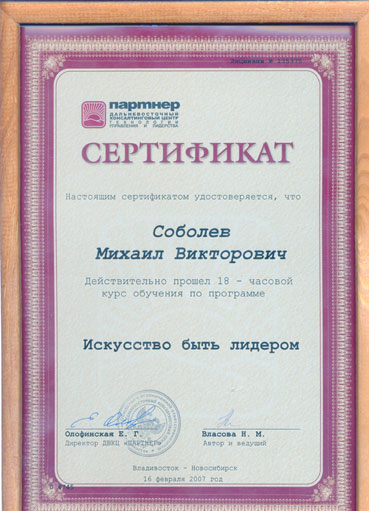 Лицензия #
партнер
ДАЛЬНЕВОСТОЧНЫЙ
КОНСАЛТИНГОВЫЙ ЦЕНТР
ТЕХНОЛОГИИ
УПРАВЛЕНИЯ И ЛИДЕРСТВА
СЕРТИФИКАТ
Настоящим сертификатом удостоверяется, что
Соболев
Михаил Викторович
Действительно прошел 18 - часовой
курс обучения по программе
Искусство быть лидером
Олофинская Е. Г. Власова Н. М.
Директор ДВКЦ «ПАРТНЕР» Автор и ведущий
Владивосток - Новосибирск
16 февраля 2007 год